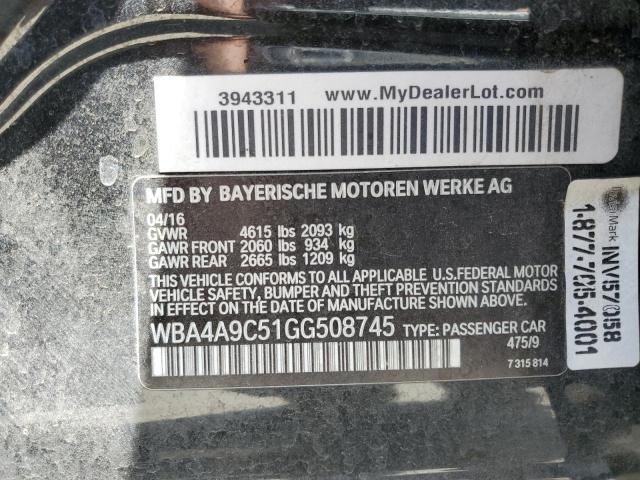 3943311 www.MyDealerLot.com
MFD BY BAYERISCHE MOTOREN WERKE AG
04/16
GVWR 4615 lbs 2093 kg
GAWR FRONT 2060 lbs 934 kg
GAWR REAR 2665 lbs 1209 kg
THIS VEHICLE CONFORMS TO ALL APPLICABLE U.S.FEDERAL MOTOR
VEHICLE SAFETY, BUMPER AND THEFT PREVENTION STANDARDS
IN EFFECT ON THE DATE OF MANUFACTURE SHOWN ABOVE.
WBA4A9C51GG508745 TYPE: PASSENGER CAR
475/9
7 315 814
INV570158
1-877-705-4001